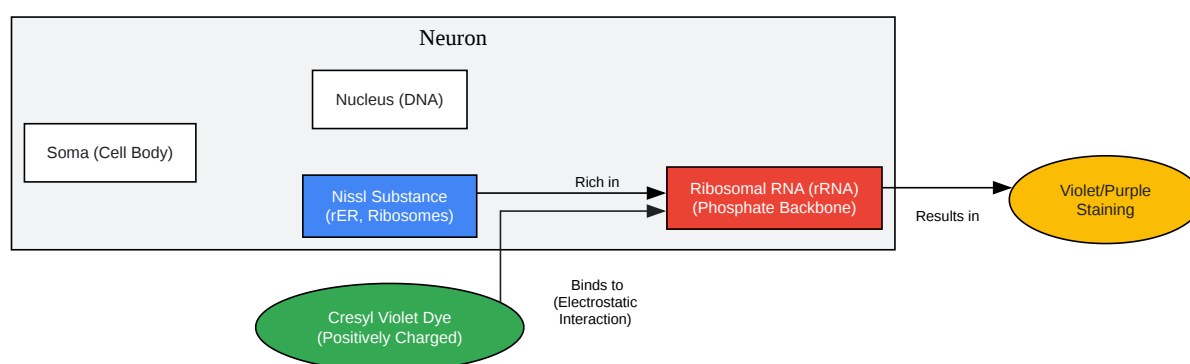 Neuron
Nucleus (DNA)
Soma (Cell Body)
Nissl Substance
(rER, Ribosomes)
Rich in
Ribosomal RNA (rRNA)
(Phosphate Backbone)
Results in
Violet/Purple
Staining
Binds to
(Electrostatic
Interaction)
Cresyl Violet Dye
(Positively Charged)